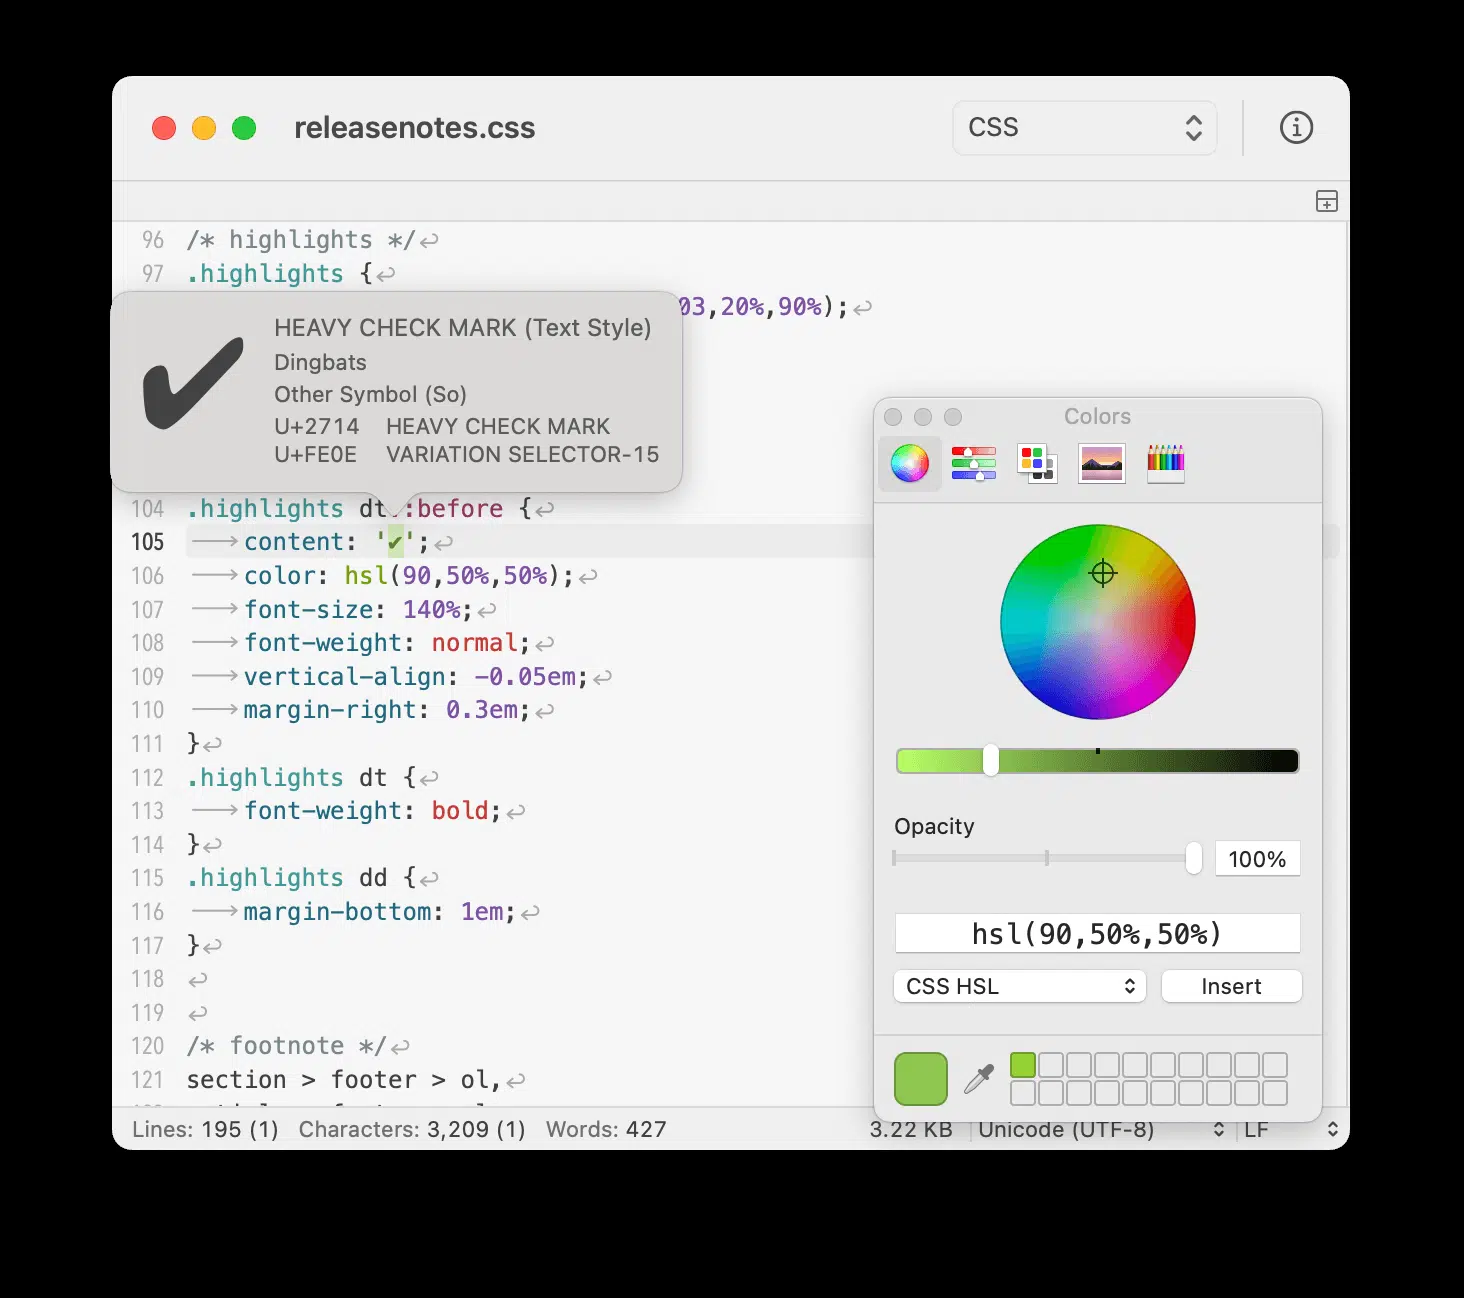 releasenotes.css
CSS
96 /* highlights */↩
97 .highlights {↩
03,20%,90%);↩
HEAVY CHECK MARK (Text Style)
Dingbats
Other Symbol (So)
U+2714 HEAVY CHECK MARK
U+FE0E VARIATION SELECTOR-15
104 .highlights dt::before {↩
105 content: '✔︎';↩
106 color: hsl(90,50%,50%);↩
107 font-size: 140%;↩
108 font-weight: normal;↩
109 vertical-align: -0.05em;↩
110 margin-right: 0.3em;↩
111 }↩
112 .highlights dt {↩
113 font-weight: bold;↩
114 }↩
115 .highlights dd {↩
116 margin-bottom: 1em;↩
117 }↩
118 ↩
119 ↩
120 /* footnote */↩
121 section > footer > ol,↩
Lines: 195 (1) Characters: 3,209 (1) Words: 427
3.22 KB Unicode (UTF-8) LF
Colors
Opacity
100%
hsl(90,50%,50%)
CSS HSL
Insert